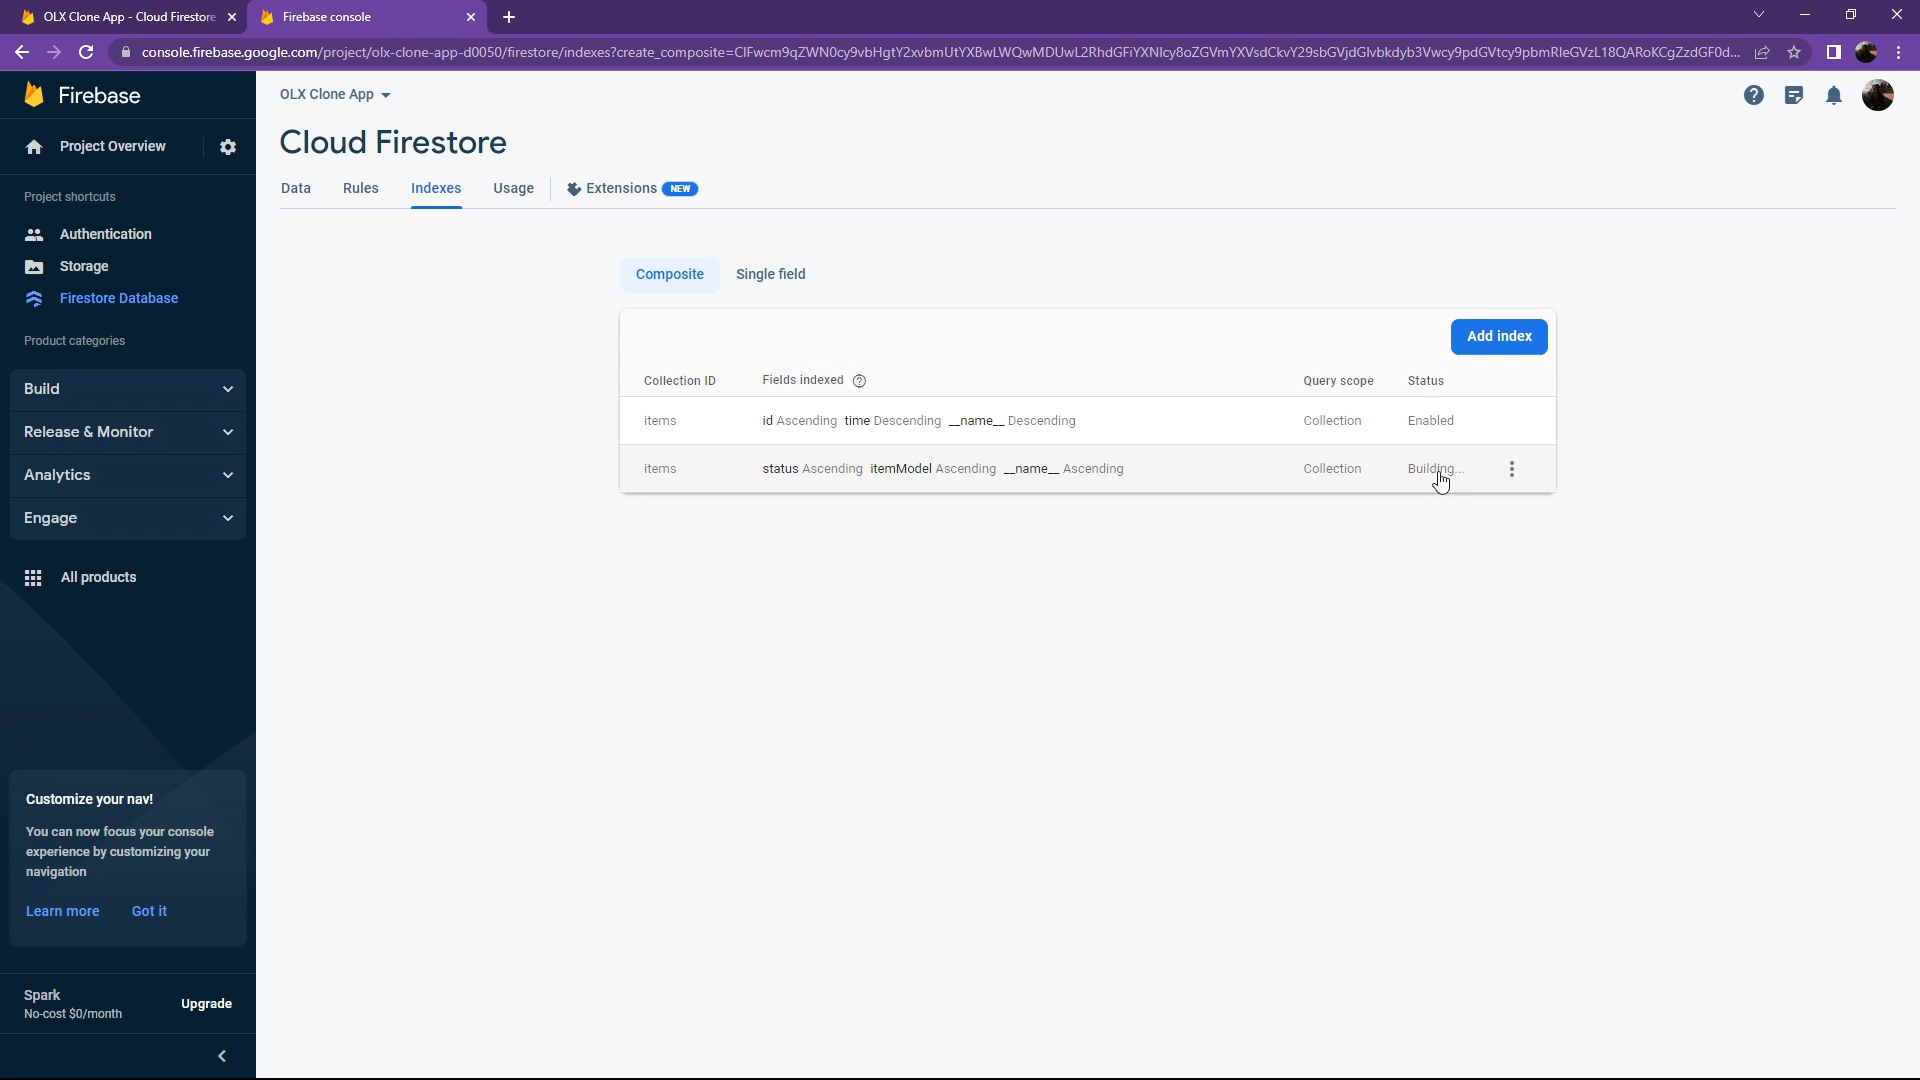 OLX Clone App - Cloud Firestore
Firebase console
console.firebase.google.com/project/olx-clone-app-d0050/firestore/indexes?create_composite=
Firebase
OLX Clone App
Project Overview
Cloud Firestore
Data Rules Indexes Usage Extensions NEW
Project shortcuts
Authentication
Storage
Firestore Database
Product categories
Build
Release & Monitor
Analytics
Engage
All products
Composite Single field
Add index
Collection ID Fields indexed Query scope Status
items id Ascending time Descending __name__ Descending Collection Enabled
items status Ascending itemModel Ascending __name__ Ascending Collection Building...
Customize your nav!
You can now focus your console
experience by customizing your
navigation
Learn more Got it
Spark
No-cost $0/month
Upgrade